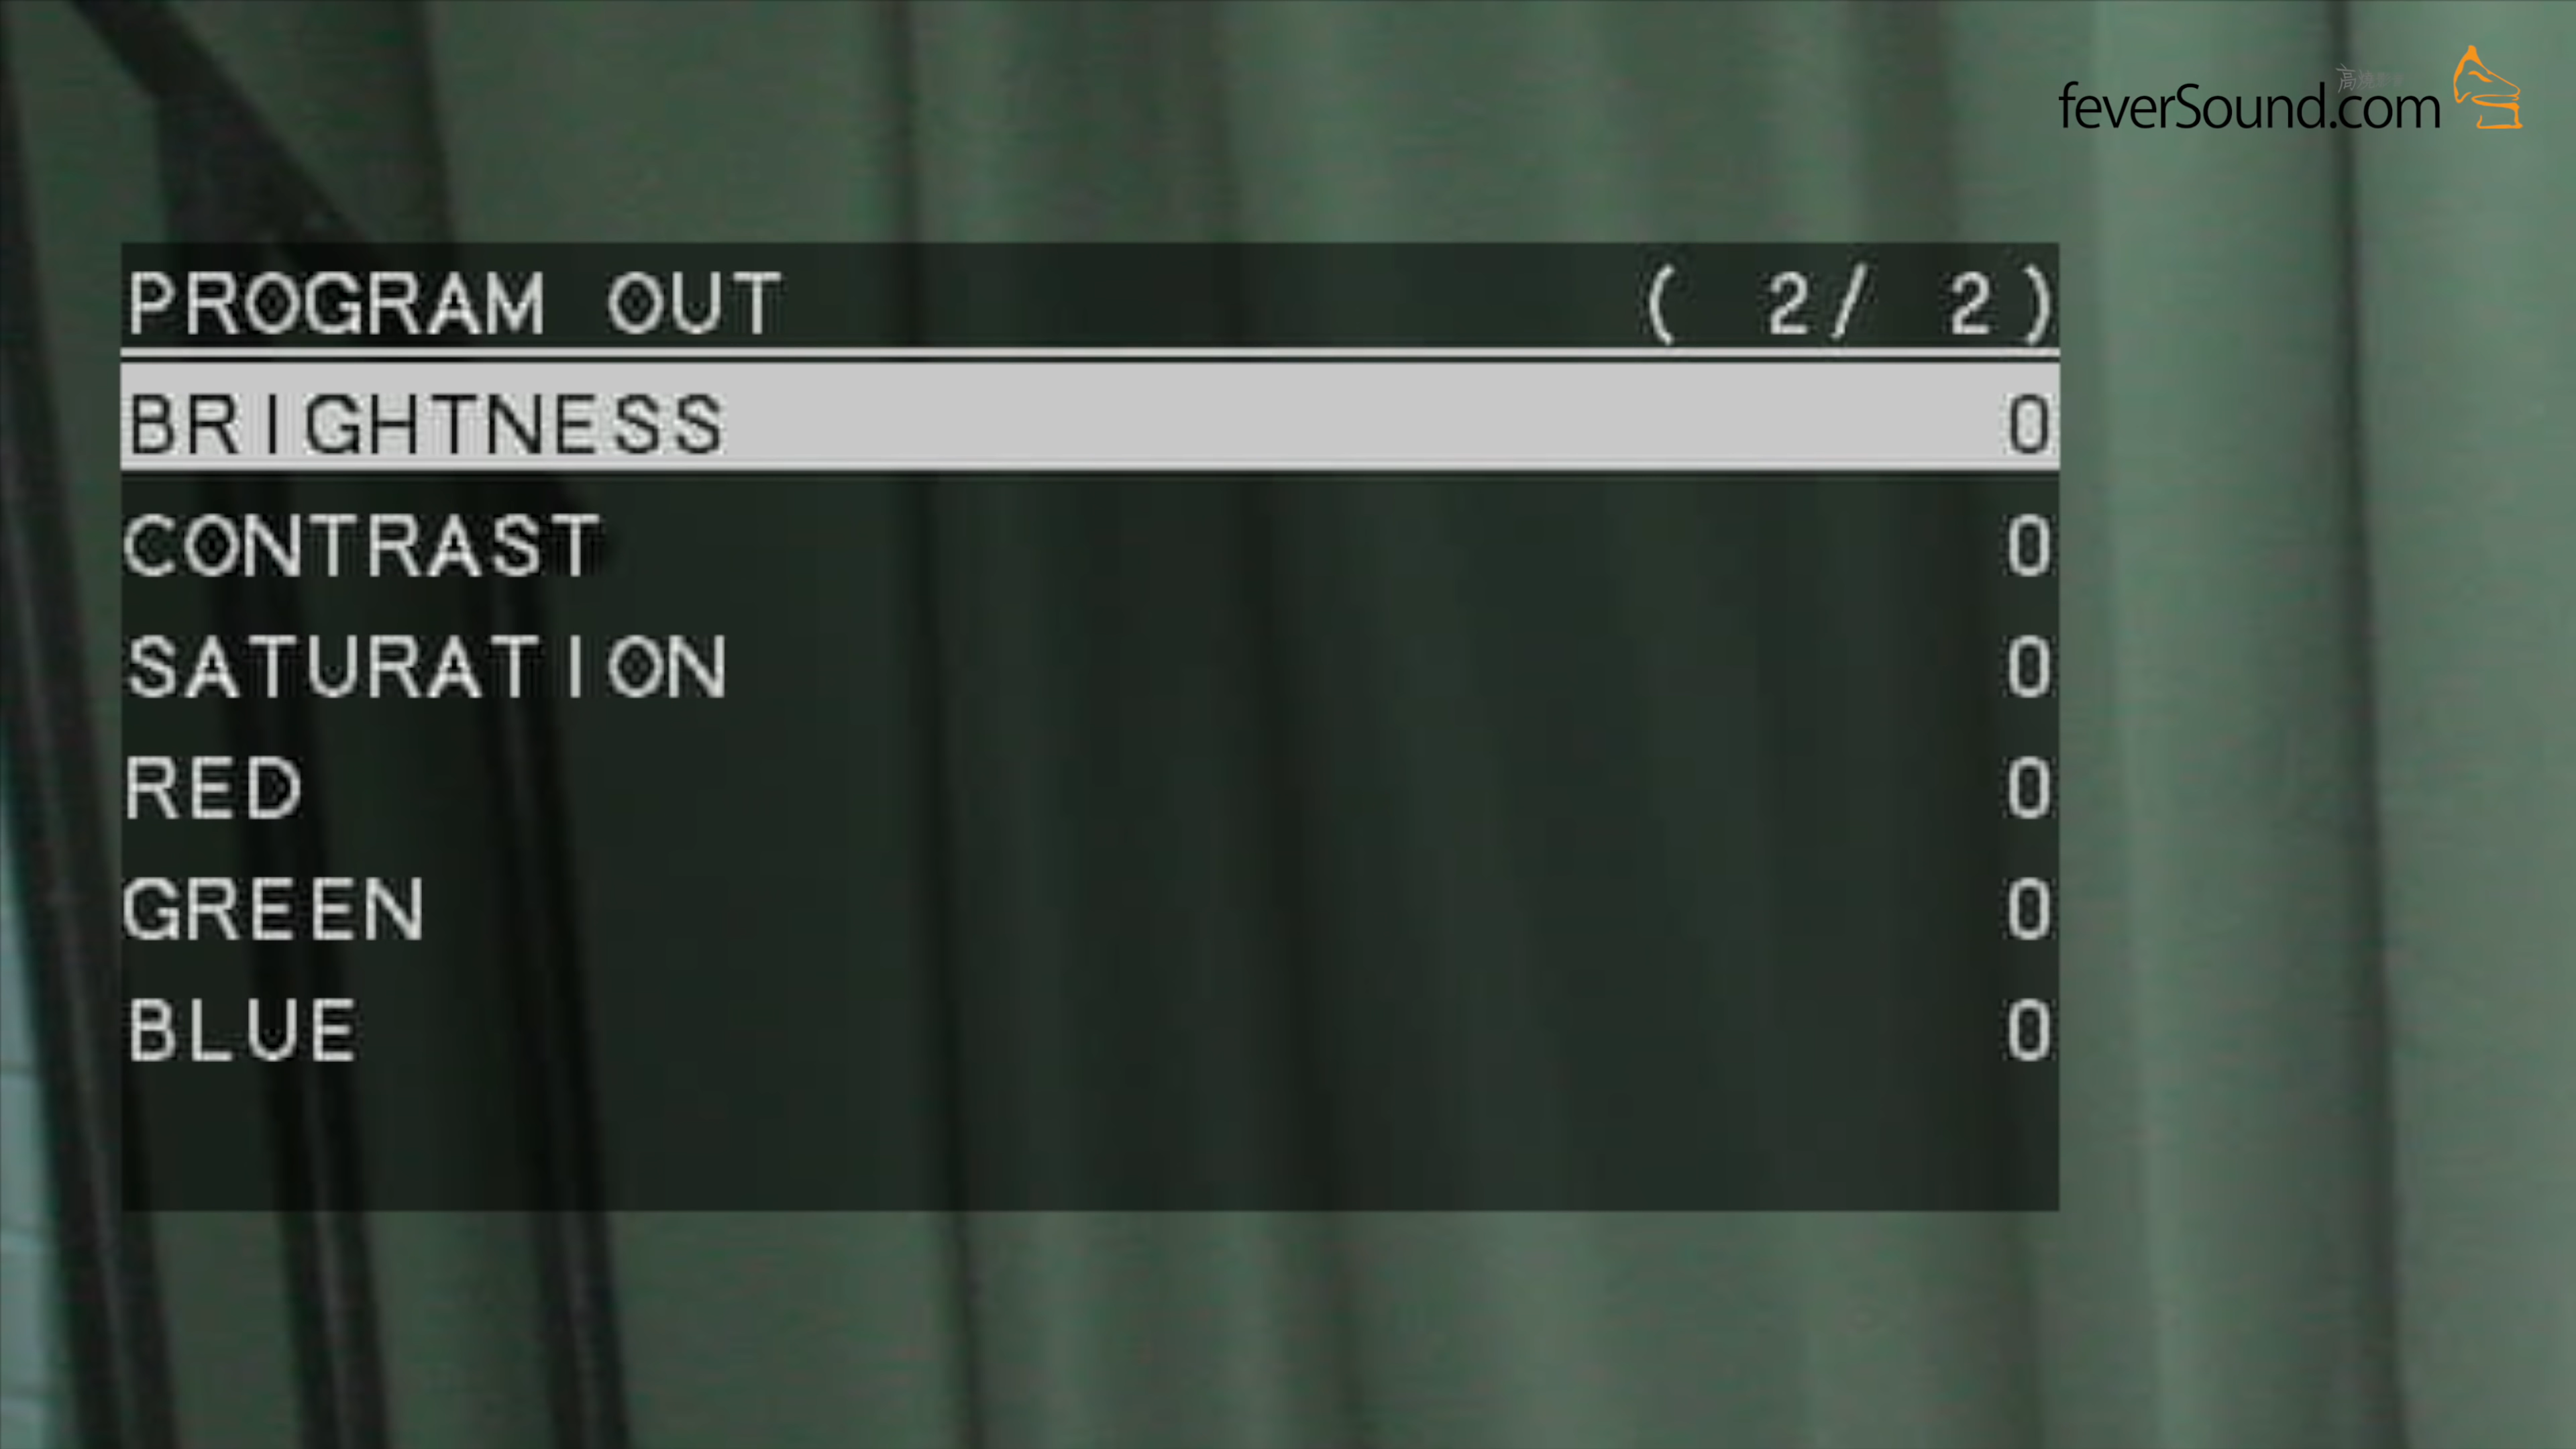 feverSound.com
PROGRAM OUT ( 2/ 2)
BRIGHTNESS 0
CONTRAST 0
SATURATION 0
RED 0
GREEN 0
BLUE 0